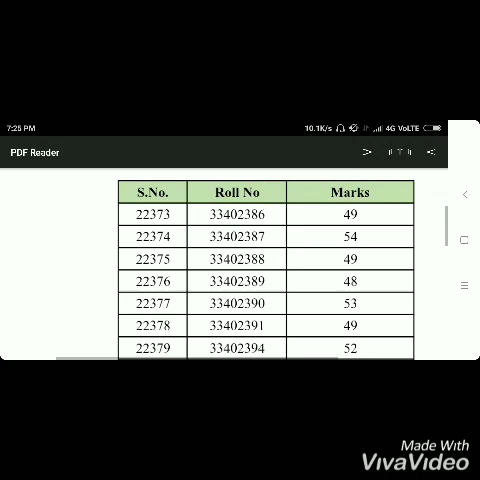 7:25 PM 10.1K/s 4G VoLTE
PDF Reader
S.No. Roll No Marks
22373 33402386 49
22374 33402387 54
22375 33402388 49
22376 33402389 48
22377 33402390 53
22378 33402391 49
22379 33402394 52
Made With
VivaVideo